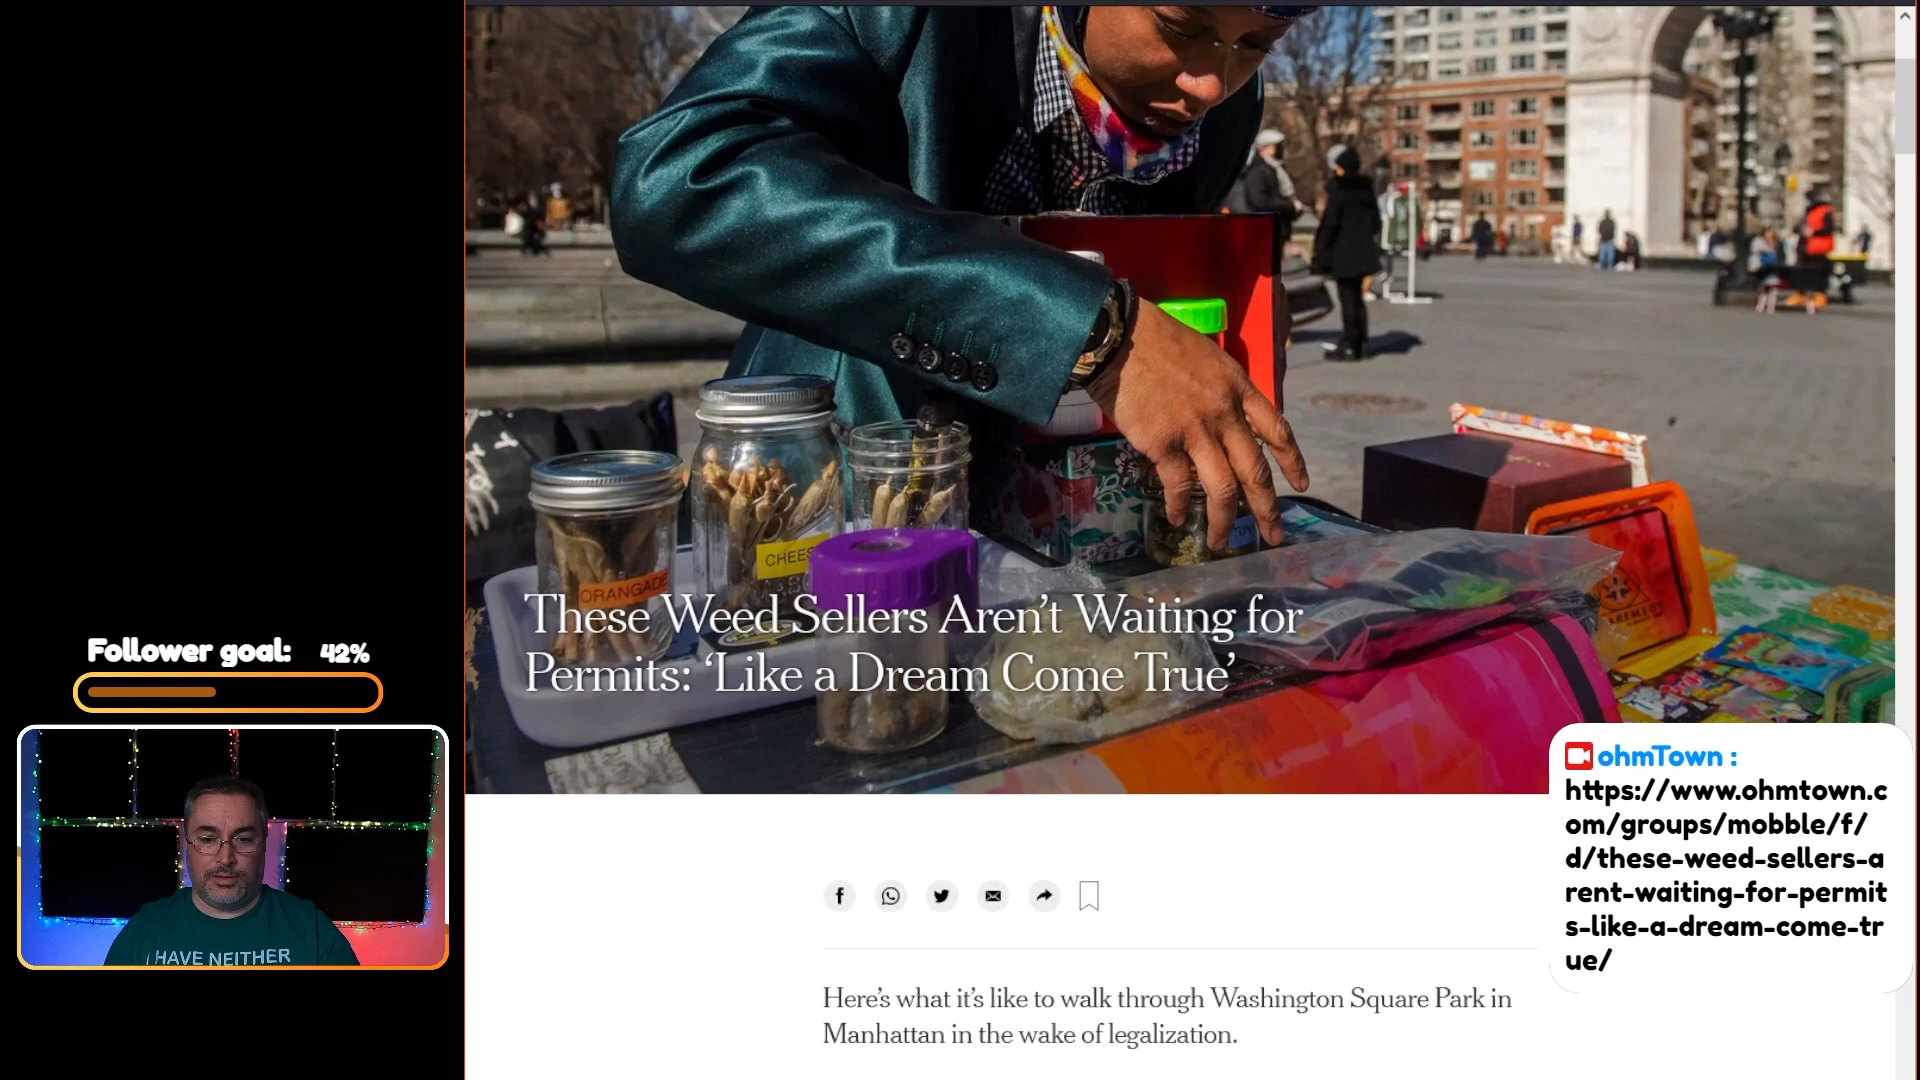 ORANGADE
CHEES
These Weed Sellers Aren’t Waiting for
Permits: ‘Like a Dream Come True’
Follower goal: 42%
I HAVE NEITHER
ohmTown :
https://www.ohmtown.c
om/groups/mobble/f/
d/these-weed-sellers-a
rent-waiting-for-permit
s-like-a-dream-come-tr
ue/
Here’s what it’s like to walk through Washington Square Park in
Manhattan in the wake of legalization.